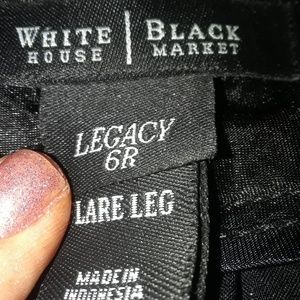 WHITE HOUSE | BLACK MARKET
LEGACY
6R
LARE LEG
MADE IN
INDONESIA